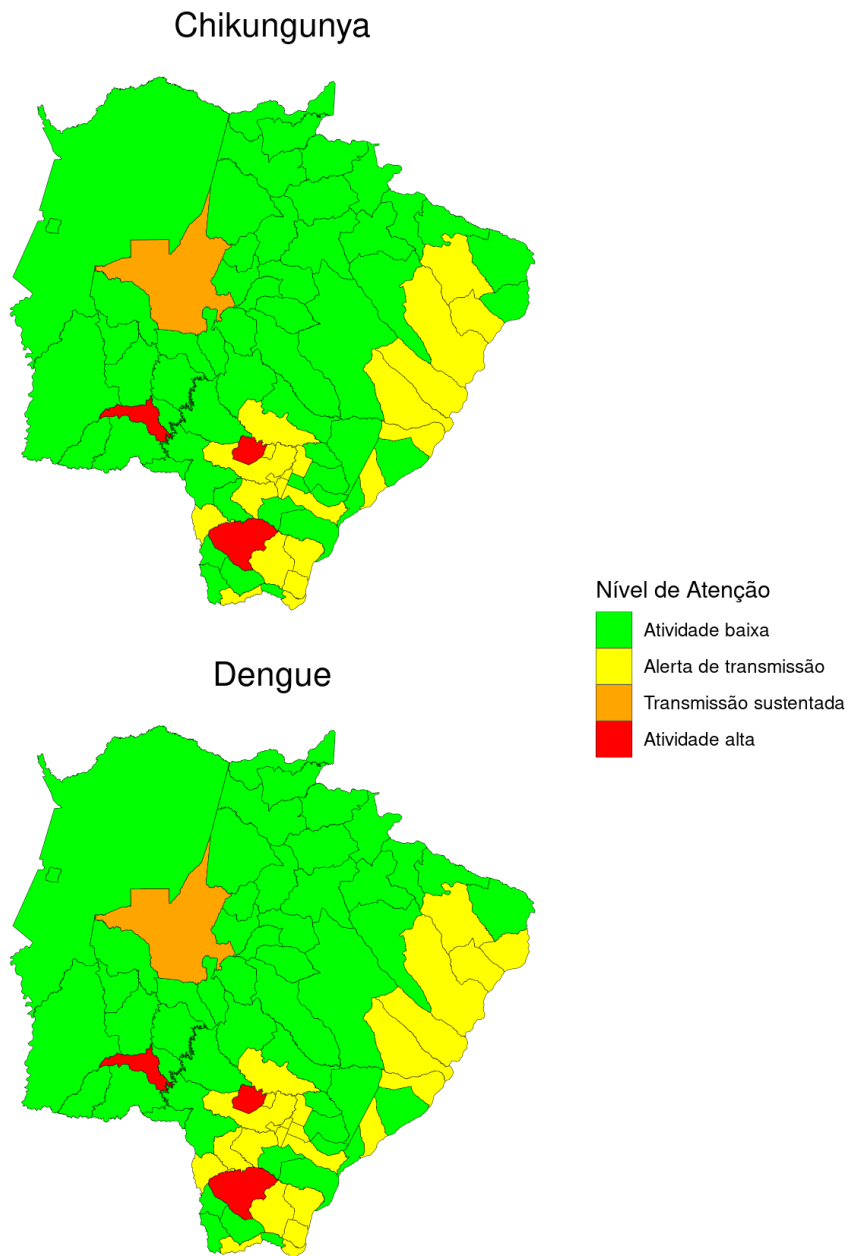 Chikungunya
Nível de Atenção
Atividade baixa
Alerta de transmissão
Transmissão sustentada
Atividade alta
Dengue